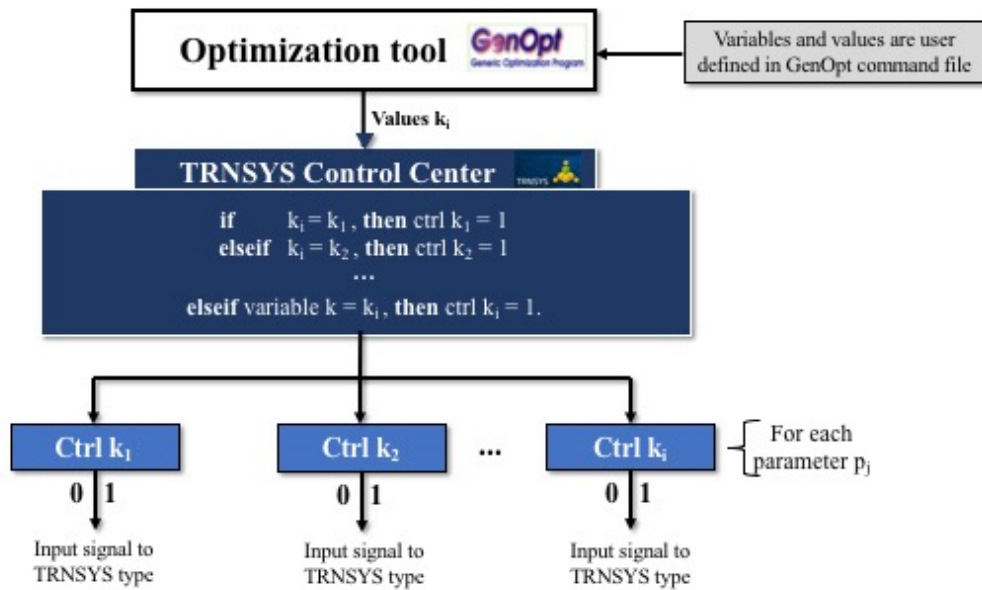 Optimization tool
GenOpt
Generic Optimization Program
Variables and values are user
defined in GenOpt command file
Values kᵢ
TRNSYS Control Center
TRNSYS
if kᵢ = k₁ , then ctrl k₁ = 1
elseif kᵢ = k₂ , then ctrl k₂ = 1
...
elseif variable k = kᵢ , then ctrl kᵢ = 1.
Ctrl k₁
Ctrl k₂
...
Ctrl kᵢ
For each
parameter pⱼ
0 1
0 1
0 1
Input signal to
TRNSYS type
Input signal to
TRNSYS type
Input signal to
TRNSYS type